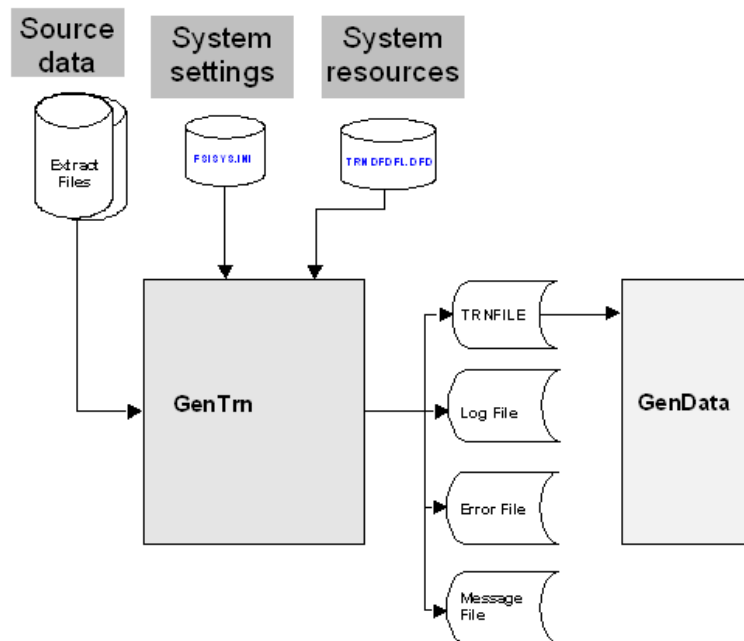 Source
data
System
settings
System
resources
Extract
Files
FSISYS.INI
TRNDFDFL.DFD
GenTrn
TRNFILE
Log File
Error File
Message
File
GenData